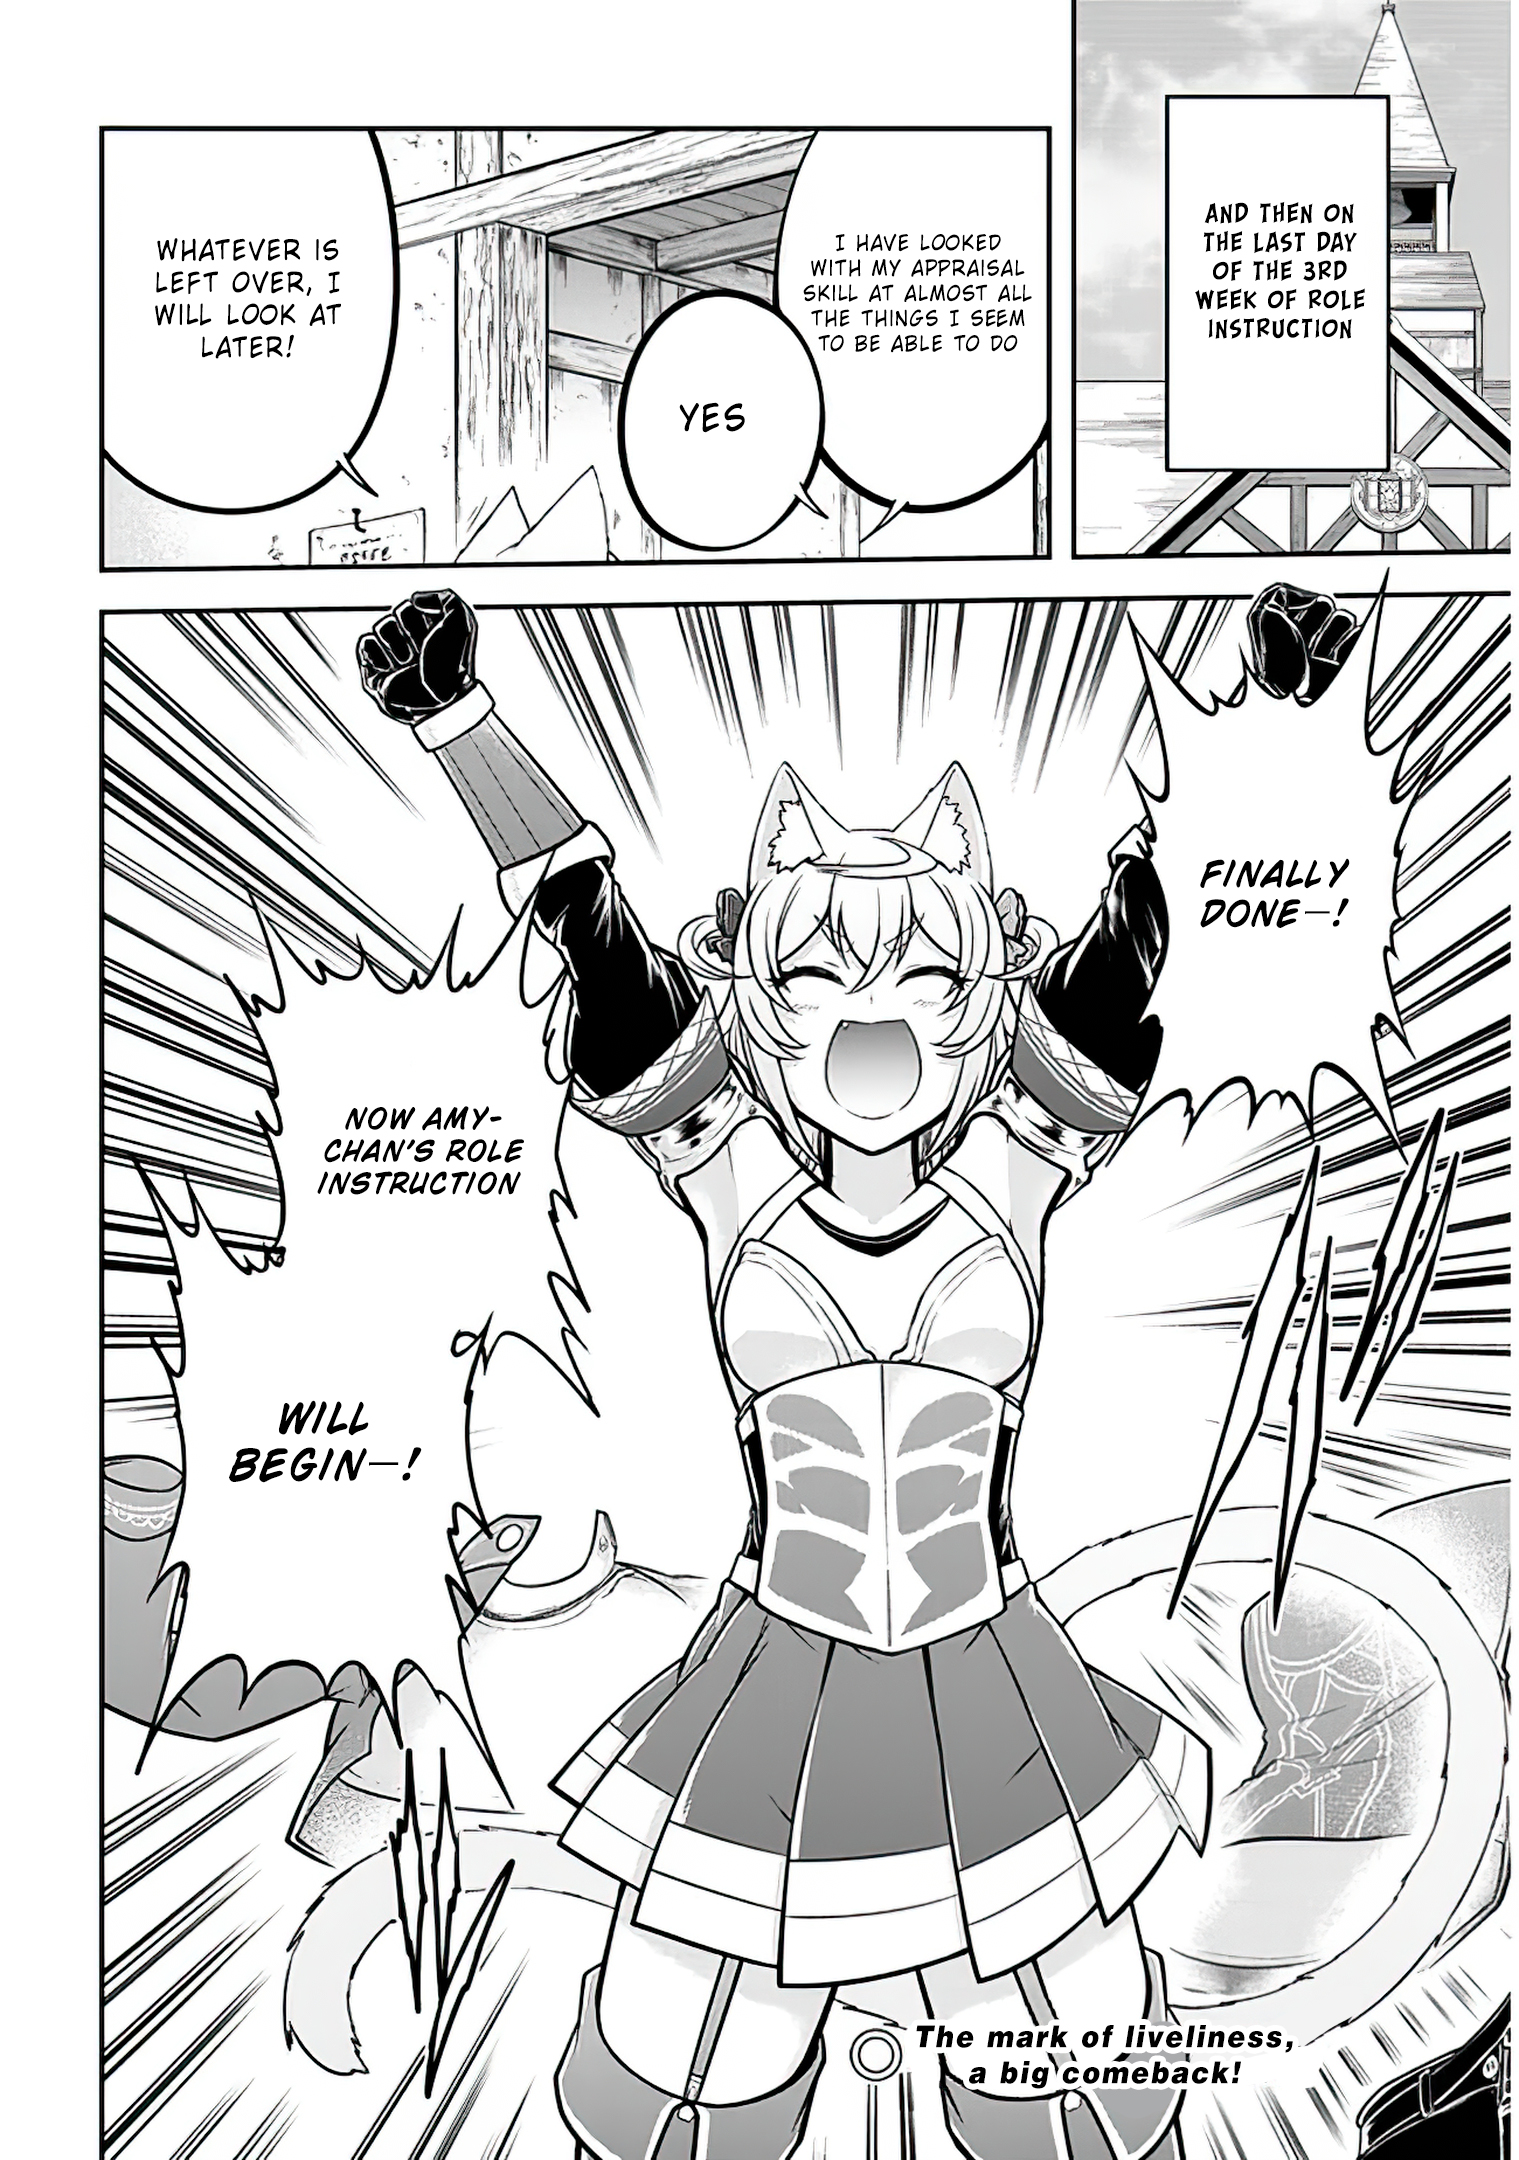 AND THEN ON
THE LAST DAY
OF THE 3RD
WEEK OF ROLE
INSTRUCTION
I HAVE LOOKED
WITH MY APPRAISAL
SKILL AT ALMOST ALL
THE THINGS I SEEM
TO BE ABLE TO DO
YES
WHATEVER IS
LEFT OVER, I
WILL LOOK AT
LATER!
FINALLY
DONE—!
NOW AMY-
CHAN'S ROLE
INSTRUCTION
WILL
BEGIN—!
The mark of liveliness,
a big comeback!